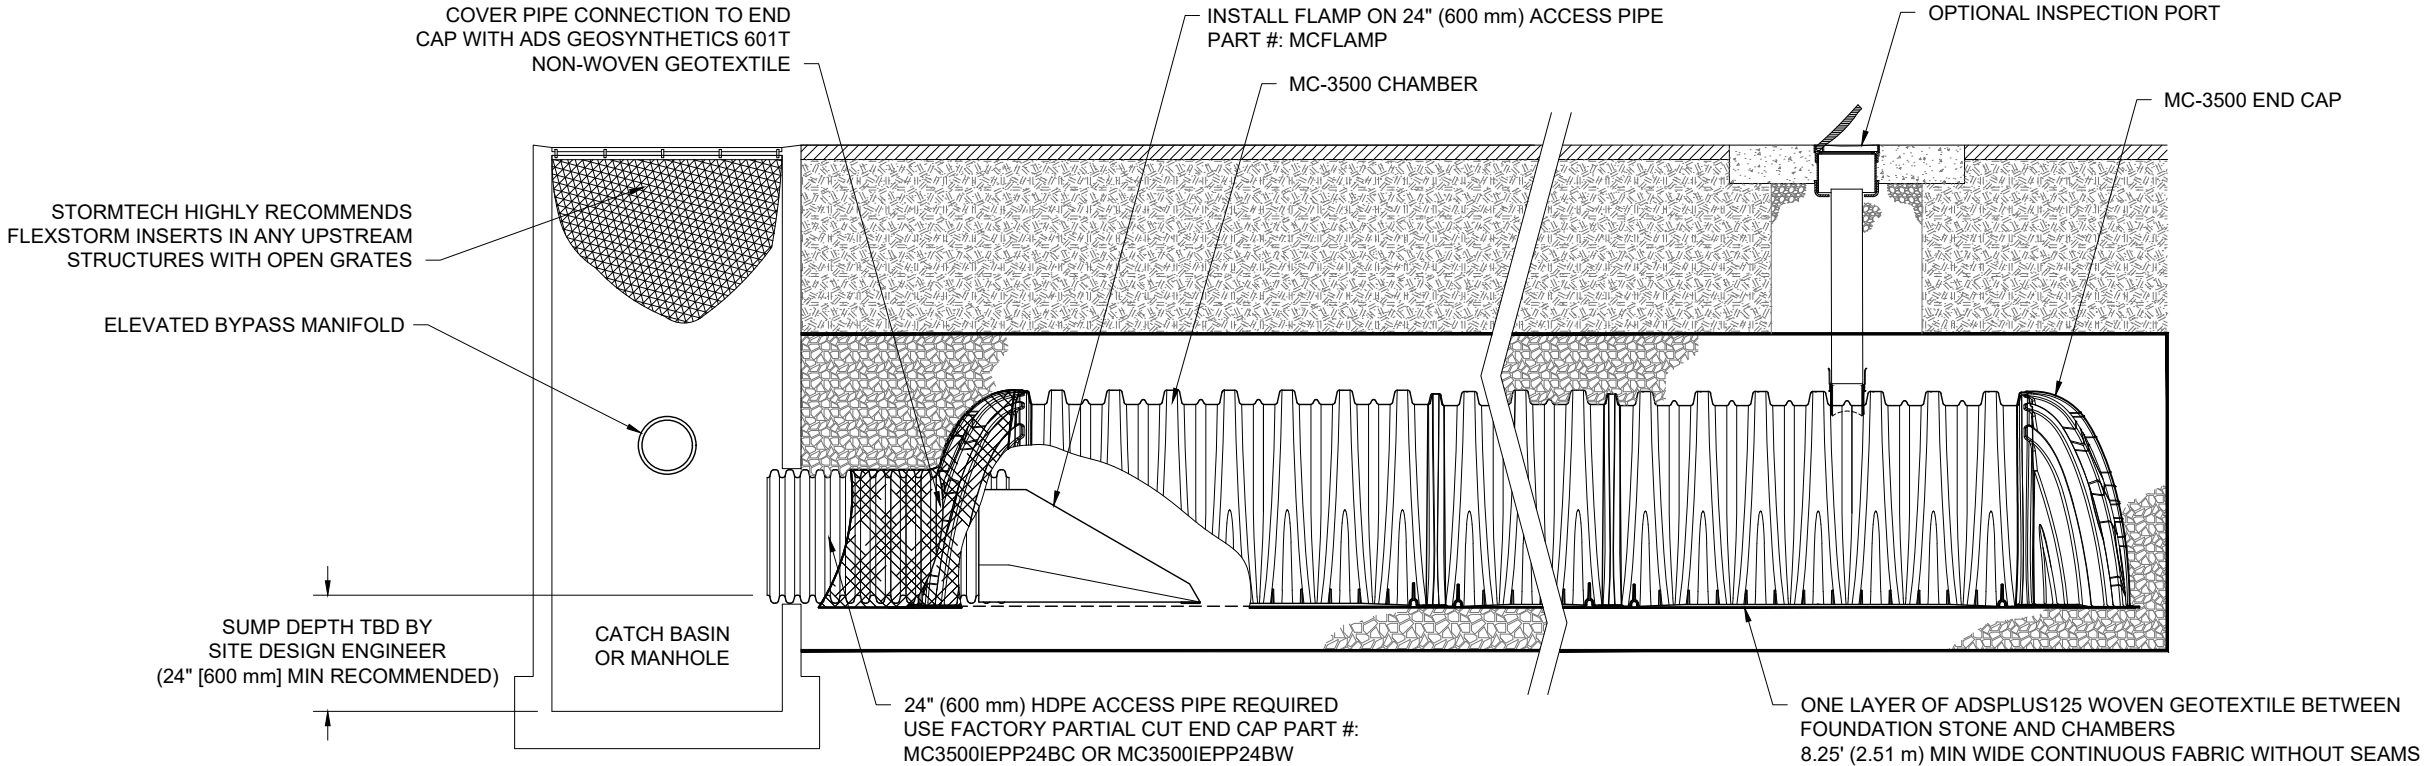 COVER PIPE CONNECTION TO END
CAP WITH ADS GEOSYNTHETICS 601T
NON-WOVEN GEOTEXTILE
INSTALL FLAMP ON 24" (600 mm) ACCESS PIPE
PART #: MCFLAMP
MC-3500 CHAMBER
OPTIONAL INSPECTION PORT
MC-3500 END CAP
STORMTECH HIGHLY RECOMMENDS
FLEXSTORM INSERTS IN ANY UPSTREAM
STRUCTURES WITH OPEN GRATES
ELEVATED BYPASS MANIFOLD
SUMP DEPTH TBD BY
SITE DESIGN ENGINEER
(24" [600 mm] MIN RECOMMENDED)
CATCH BASIN
OR MANHOLE
24" (600 mm) HDPE ACCESS PIPE REQUIRED
USE FACTORY PARTIAL CUT END CAP PART #:
MC3500IEPP24BC OR MC3500IEPP24BW
ONE LAYER OF ADSPLUS125 WOVEN GEOTEXTILE BETWEEN
FOUNDATION STONE AND CHAMBERS
8.25' (2.51 m) MIN WIDE CONTINUOUS FABRIC WITHOUT SEAMS